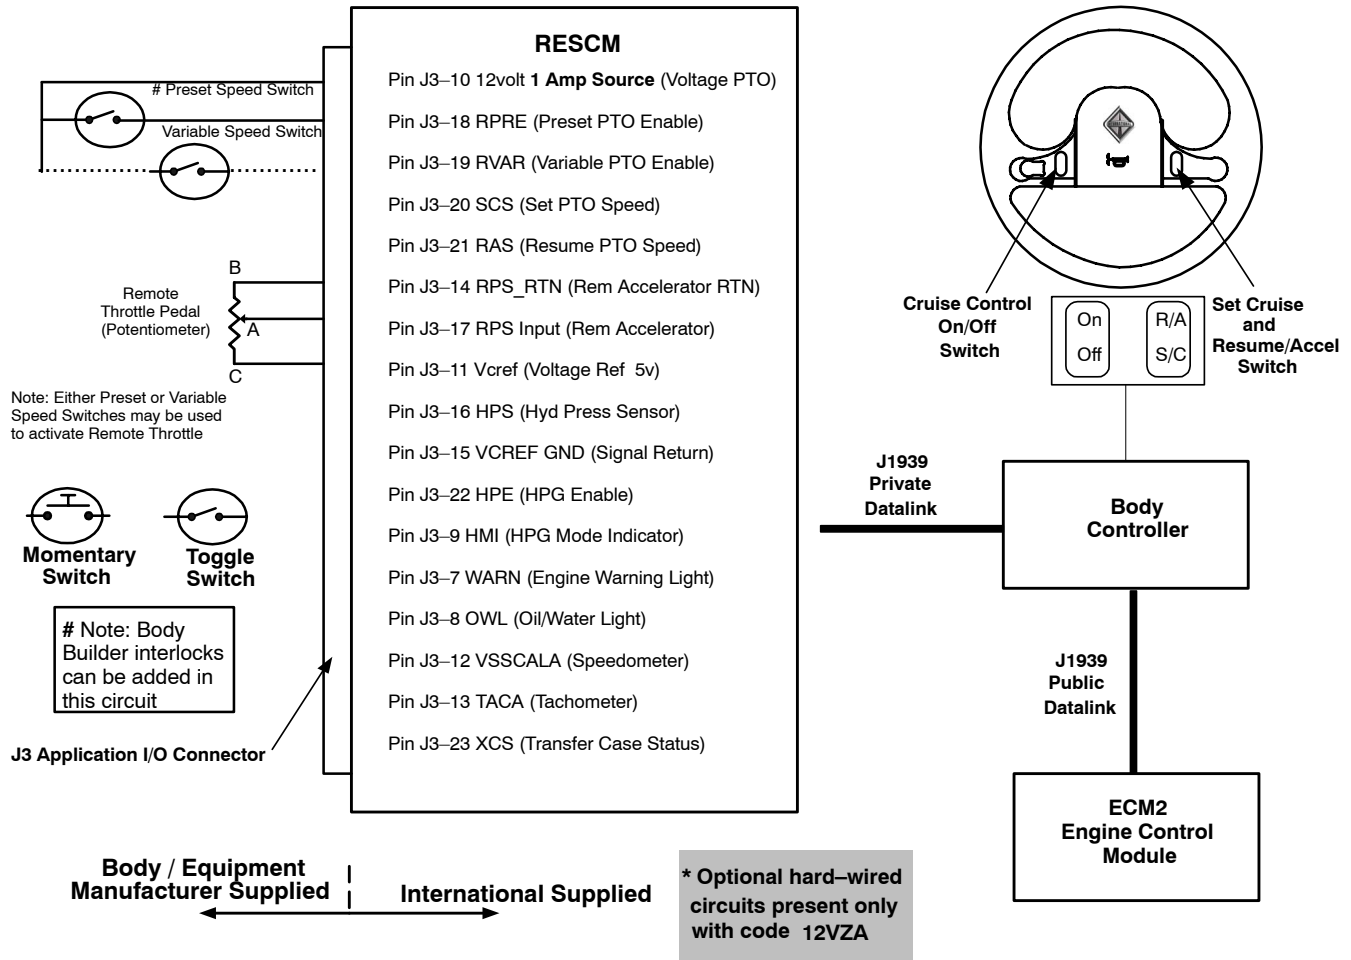 RESCM
Pin J3–10 12volt 1 Amp Source (Voltage PTO)
Pin J3–18 RPRE (Preset PTO Enable)
Pin J3–19 RVAR (Variable PTO Enable)
Pin J3–20 SCS (Set PTO Speed)
Pin J3–21 RAS (Resume PTO Speed)
Pin J3–14 RPS_RTN (Rem Accelerator RTN)
Pin J3–17 RPS Input (Rem Accelerator)
Pin J3–11 Vcref (Voltage Ref 5v)
Pin J3–16 HPS (Hyd Press Sensor)
Pin J3–15 VCREF GND (Signal Return)
Pin J3–22 HPE (HPG Enable)
Pin J3–9 HMI (HPG Mode Indicator)
Pin J3–7 WARN (Engine Warning Light)
Pin J3–8 OWL (Oil/Water Light)
Pin J3–12 VSSCALA (Speedometer)
Pin J3–13 TACA (Tachometer)
Pin J3–23 XCS (Transfer Case Status)
# Preset Speed Switch
Variable Speed Switch
B
Remote
Throttle Pedal
(Potentiometer)
A
C
Note: Either Preset or Variable
Speed Switches may be used
to activate Remote Throttle
Momentary
Switch
Toggle
Switch
# Note: Body
Builder interlocks
can be added in
this circuit
J3 Application I/O Connector
Cruise Control
On/Off
Switch
On
Off
R/A
S/C
Set Cruise
and
Resume/Accel
Switch
J1939
Private
Datalink
Body
Controller
J1939
Public
Datalink
ECM2
Engine Control
Module
Body / Equipment
Manufacturer Supplied
International Supplied
* Optional hard–wired
circuits present only
with code 12VZA